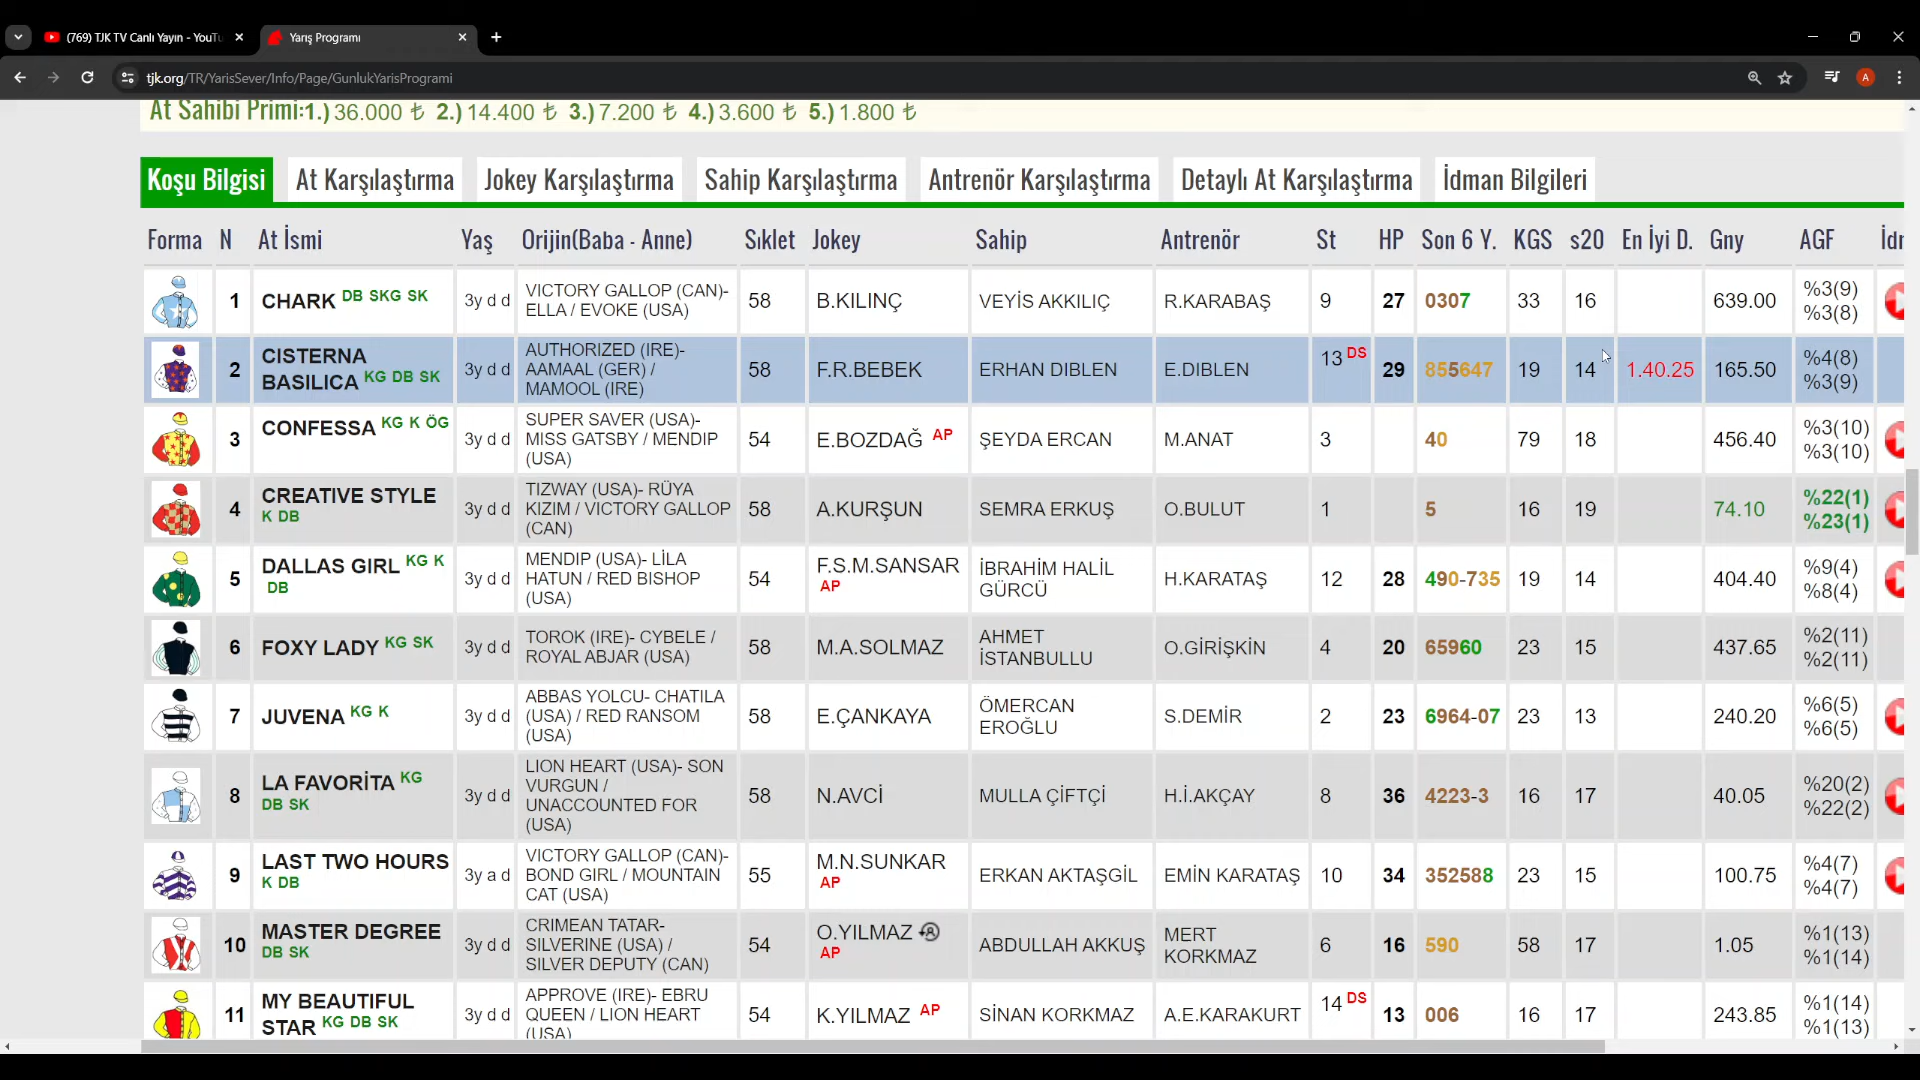 (769) TJK TV Canlı Yayın - YouTu
Yarış Programı
tjk.org/TR/YarisSever/Info/Page/GunlukYarisProgrami
A
At Sahibi Primi:1.) 36.000 ₺ 2.) 14.400 ₺ 3.) 7.200 ₺ 4.) 3.600 ₺ 5.) 1.800 ₺
Koşu Bilgisi At Karşılaştırma Jokey Karşılaştırma Sahip Karşılaştırma Antrenör Karşılaştırma Detaylı At Karşılaştırma İdman Bilgileri
Forma N At İsmi Yaş Orijin(Baba - Anne) Sıklet Jokey Sahip Antrenör St HP Son 6 Y. KGS s20 En İyi D. Gny AGF İdr
1 CHARK DB SKG SK 3y d d VICTORY GALLOP (CAN)- 58 B.KILINÇ VEYİS AKKILIÇ R.KARABAŞ 9 27 0307 33 16 639.00 %3(9)
ELLA / EVOKE (USA) %3(8)
CISTERNA AUTHORIZED (IRE)- 13 DS %4(8)
2 BASILICA KG DB SK 3y d d AAMAAL (GER) / 58 F.R.BEBEK ERHAN DIBLEN E.DIBLEN 29 855647 19 14 1.40.25 165.50 %3(9)
MAMOOL (IRE)
CONFESSA KG K ÖG SUPER SAVER (USA)- %3(10)
3 3y d d MISS GATSBY / MENDIP 54 E.BOZDAĞ AP ŞEYDA ERCAN M.ANAT 3 40 79 18 456.40 %3(10)
(USA)
CREATIVE STYLE TIZWAY (USA)- RÜYA %22(1)
4 K DB 3y d d KIZIM / VICTORY GALLOP 58 A.KURŞUN SEMRA ERKUŞ O.BULUT 1 5 16 19 74.10 %23(1)
(CAN)
DALLAS GIRL KG K MENDIP (USA)- LİLA F.S.M.SANSAR İBRAHİM HALİL %9(4)
5 DB 3y d d HATUN / RED BISHOP 54 AP GÜRCÜ H.KARATAŞ 12 28 490-735 19 14 404.40 %8(4)
(USA)
6 FOXY LADY KG SK 3y d d TOROK (IRE)- CYBELE / 58 M.A.SOLMAZ AHMET O.GİRİŞKİN 4 20 65960 23 15 437.65 %2(11)
ROYAL ABJAR (USA) İSTANBULLU %2(11)
ABBAS YOLCU- CHATILA ÖMERCAN %6(5)
7 JUVENA KG K 3y d d (USA) / RED RANSOM 58 E.ÇANKAYA EROĞLU S.DEMİR 2 23 6964-07 23 13 240.20 %6(5)
(USA)
LION HEART (USA)- SON
LA FAVORİTA KG VURGUN / %20(2)
8 DB SK 3y d d UNACCOUNTED FOR 58 N.AVCİ MULLA ÇİFTÇİ H.İ.AKÇAY 8 36 4223-3 16 17 40.05 %22(2)
(USA)
LAST TWO HOURS VICTORY GALLOP (CAN)- M.N.SUNKAR %4(7)
9 K DB 3y a d BOND GIRL / MOUNTAIN 55 AP ERKAN AKTAŞGİL EMİN KARATAŞ 10 34 352588 23 15 100.75 %4(7)
CAT (USA)
MASTER DEGREE CRIMEAN TATAR- O.YILMAZ MERT %1(13)
10 DB SK 3y d d SILVERINE (USA) / 54 AP ABDULLAH AKKUŞ KORKMAZ 6 16 590 58 17 1.05 %1(14)
SILVER DEPUTY (CAN)
MY BEAUTIFUL APPROVE (IRE)- EBRU 14 DS %1(14)
11 STAR KG DB SK 3y d d QUEEN / LION HEART 54 K.YILMAZ AP SİNAN KORKMAZ A.E.KARAKURT 13 006 16 17 243.85 %1(13)
(USA)